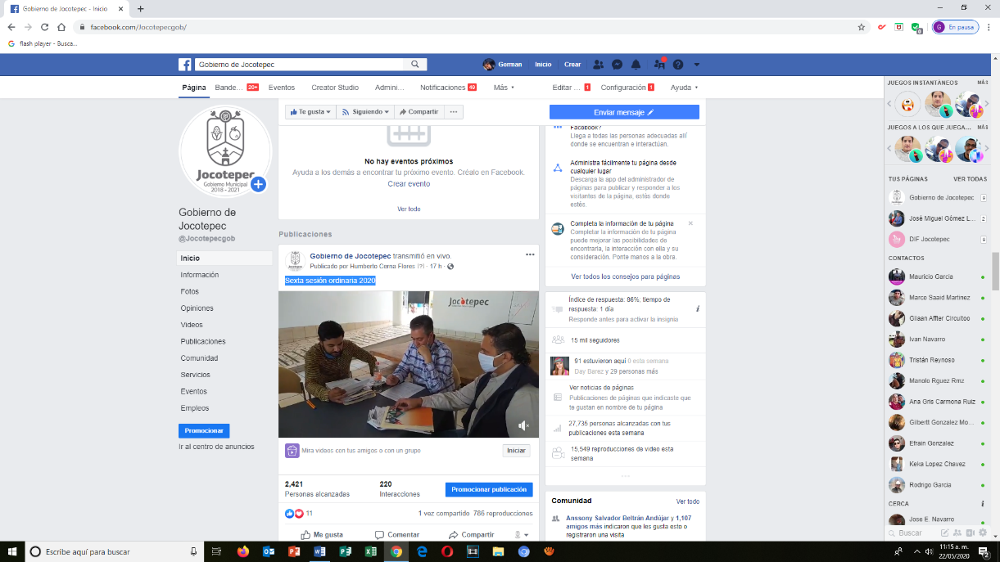 Gobierno de Jocotepec - Inicio
facebook.com/Jocotepecgob/
En pausa
flash player - Busca...
Gobierno de Jocotepec
German
Inicio
Crear
Página
Bande... 20+
Eventos
Creator Studio
Admini...
Notificaciones 40
Más
Editar ... 1
Configuración 1
Ayuda
Jocotepec
Gobierno Municipal
2018 - 2021
Gobierno de
Jocotepec
@Jocotepecgob
Inicio
Información
Fotos
Opiniones
Videos
Publicaciones
Comunidad
Servicios
Eventos
Empleos
Promocionar
Ir al centro de anuncios
Te gusta
Siguiendo
Compartir
No hay eventos próximos
Ayuda a los demás a encontrar tu próximo evento. Créalo en Facebook.
Crear evento
Ver todo
Publicaciones
Gobierno de Jocotepec transmitió en vivo.
Publicado por Humberto Cerna Flores [?] · 17 h ·
Sexta sesión ordinaria 2020
Jocotepec
Mira videos con tus amigos o con un grupo
Iniciar
2,421
Personas alcanzadas
220
Interacciones
Promocionar publicación
11
1 vez compartido 786 reproducciones
Me gusta
Comentar
Compartir
Enviar mensaje
Facebook?
Llega a todas las personas adecuadas allí
donde se encuentran e interactúan.
Administra fácilmente tu página desde
cualquier lugar
Descarga la app del administrador de
páginas para publicar y responder a los
visitantes de la página, estés donde
estés.
Completa la información de tu página
Completar la información de tu página
puede mejorar las posibilidades de
encontrarla, la interacción con ella y su
consideración. Ponte manos a la obra.
Ver todos los consejos para páginas
Índice de respuesta: 86%; tiempo de
respuesta: 1 día
Responde antes para activar la insignia
15 mil seguidores
91 estuvieron aquí 0 esta semana
Day Barez y 29 personas más
Ver noticias de páginas
Publicaciones de páginas que indicaste que
te gustan en nombre de tu página
27,735 personas alcanzadas con tus
publicaciones esta semana
15,549 reproducciones de video esta
semana
Comunidad
Ver todo
Anssony Salvador Beltrán Andújar y 1,107
amigos más indicaron que les gusta esto o
registraron una visita
JUEGOS INSTANTÁNEOS
MÁS
JUEGOS A LOS QUE JUEGA...
MÁS
TUS PÁGINAS
VER TODAS
Gobierno de Jocotepec 9
José Miguel Gómez L... 2
DIF Jocotepec 9
CONTACTOS
Mauricio Garcia
Marco Saaid Martinez
Gilaan Affter Circuitoo
Ivan Navarro
Tristán Reynoso
Manolo Rguez Rmz
Ana Gris Carmona Ruiz
Gilbertt Gonzalez Mo...
Efrain Gonzalez
Keka Lopez Chavez
Rodrigo Garcia
CERCA
Jose E. Navarro
Buscar
Escribe aquí para buscar
11:15 a. m.
22/05/2020